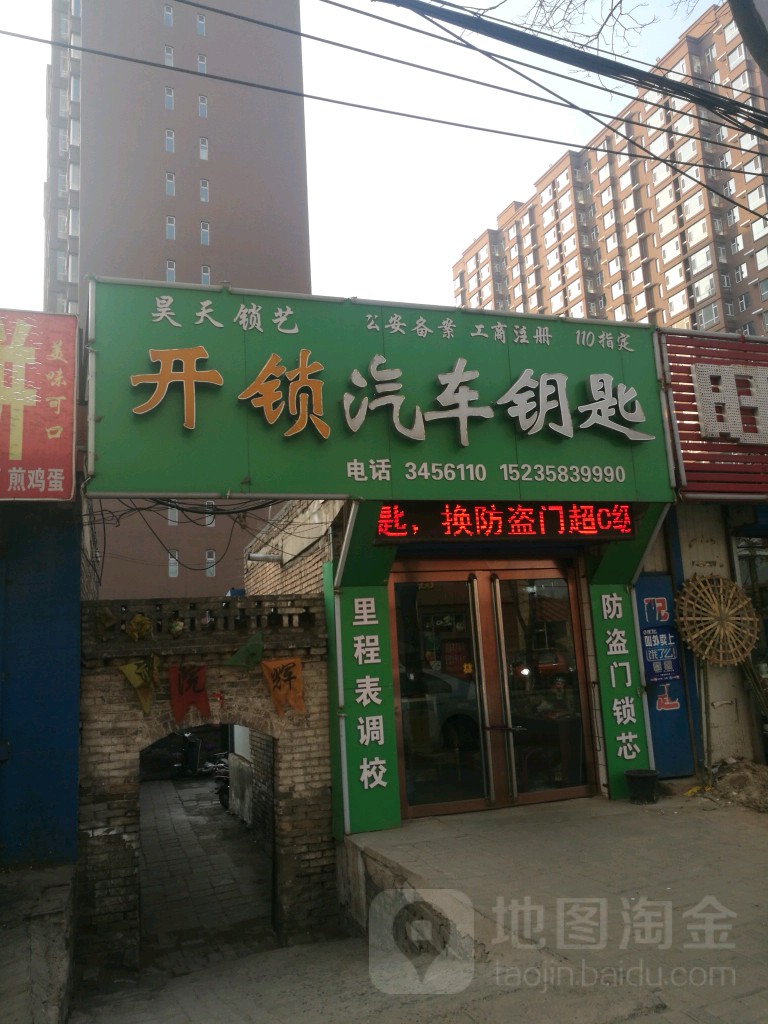 昊天锁艺 公安备案 工商注册 110指定
开锁汽车钥匙
电话 3456110 15235839990
匙，换防盗门超C级
里程表调校
防盗门锁芯
美味可口
煎鸡蛋
辉
地图淘金
taojin.baidu.com